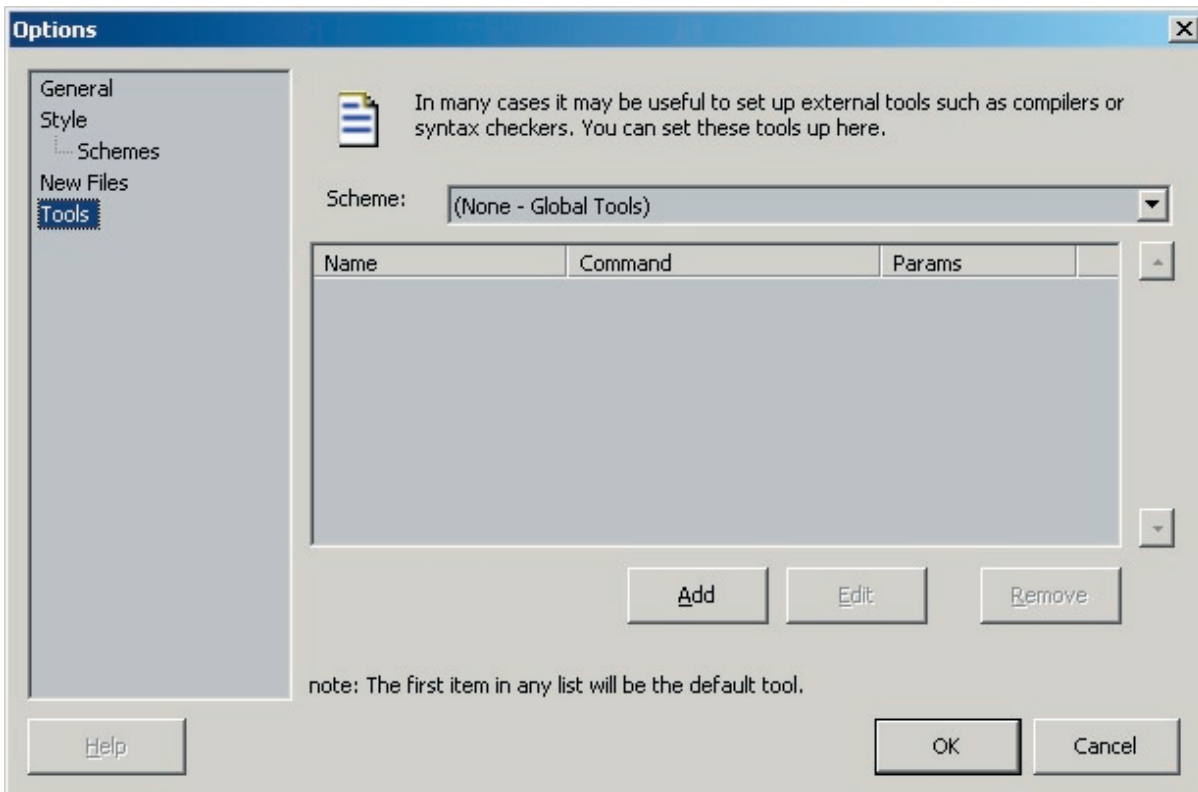 Options
General
Style
Schemes
New Files
Tools
In many cases it may be useful to set up external tools such as compilers or
syntax checkers. You can set these tools up here.
Scheme: (None - Global Tools)
Name Command Params
Add Edit Remove
note: The first item in any list will be the default tool.
Help OK Cancel